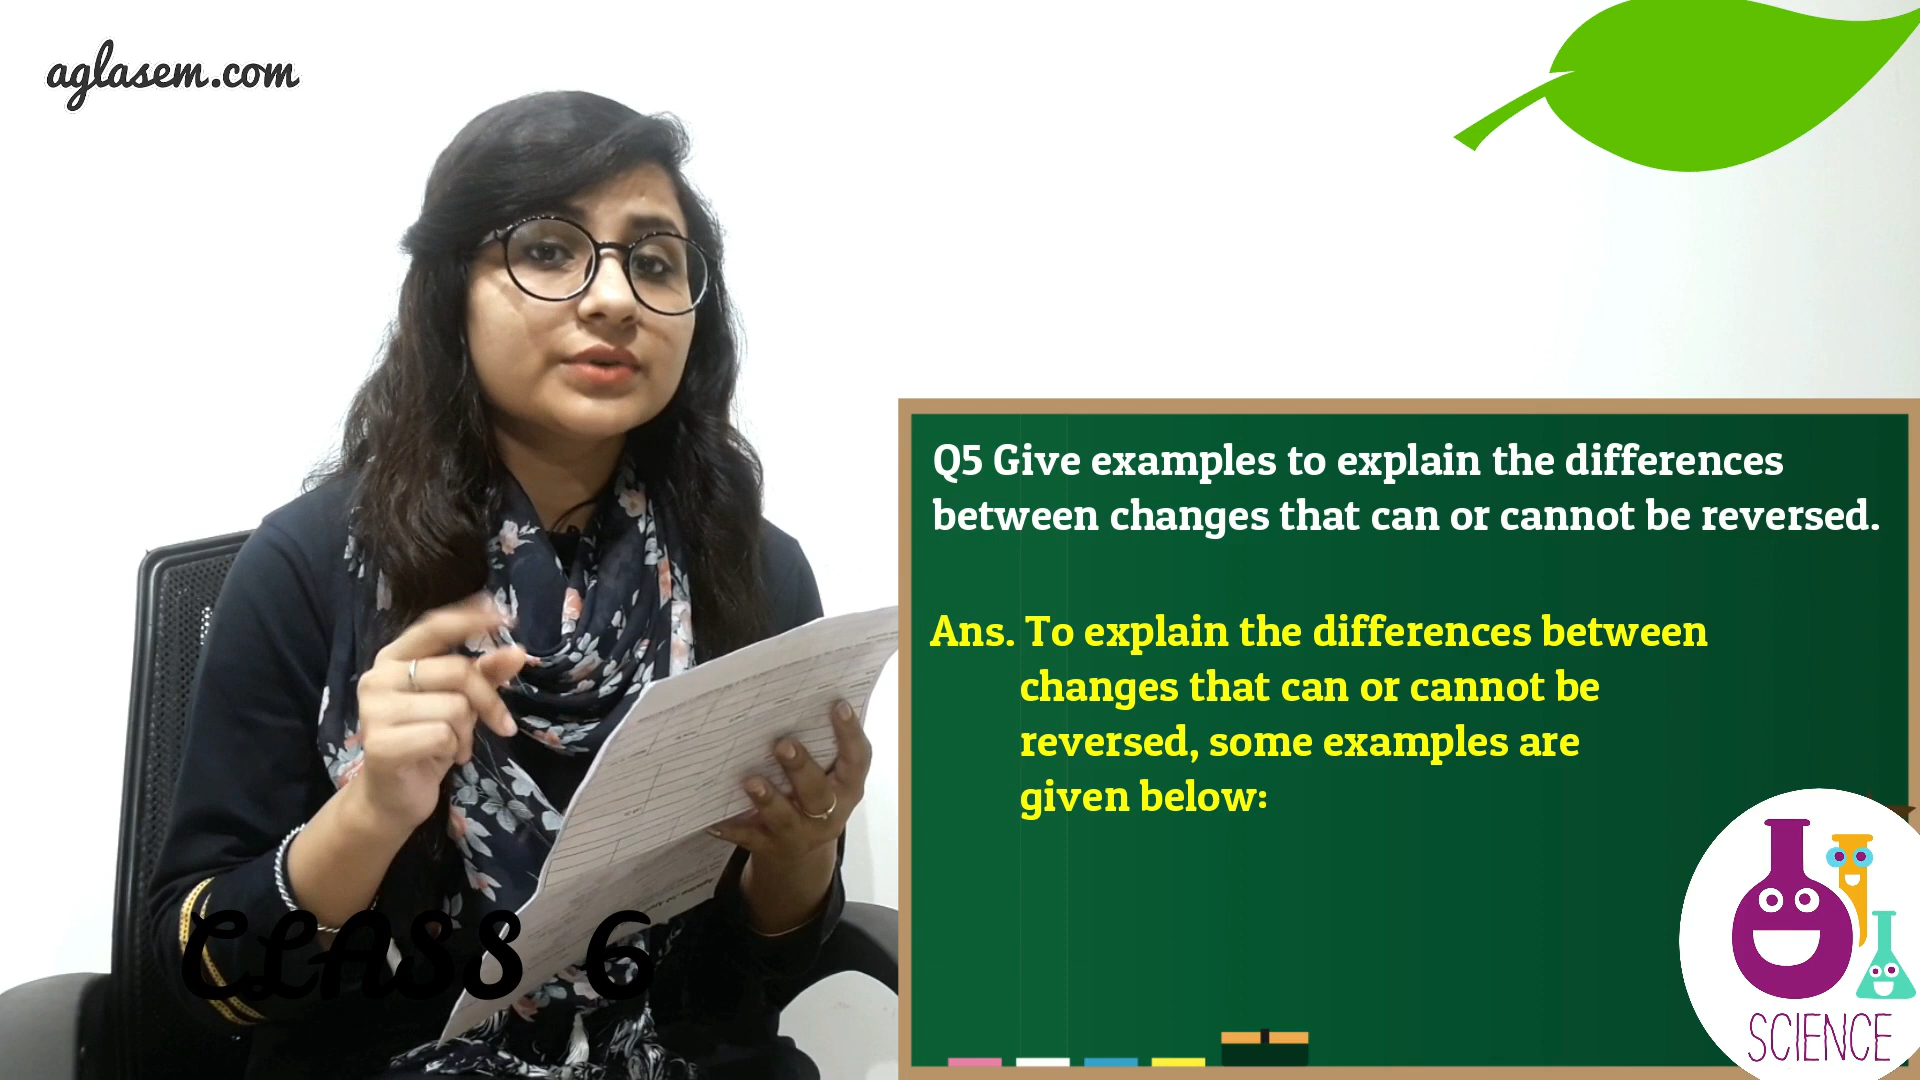 aglasem.com
Q5 Give examples to explain the differences
between changes that can or cannot be reversed.
Ans. To explain the differences between
changes that can or cannot be
reversed, some examples are
given below:
CLASS 6
SCIENCE